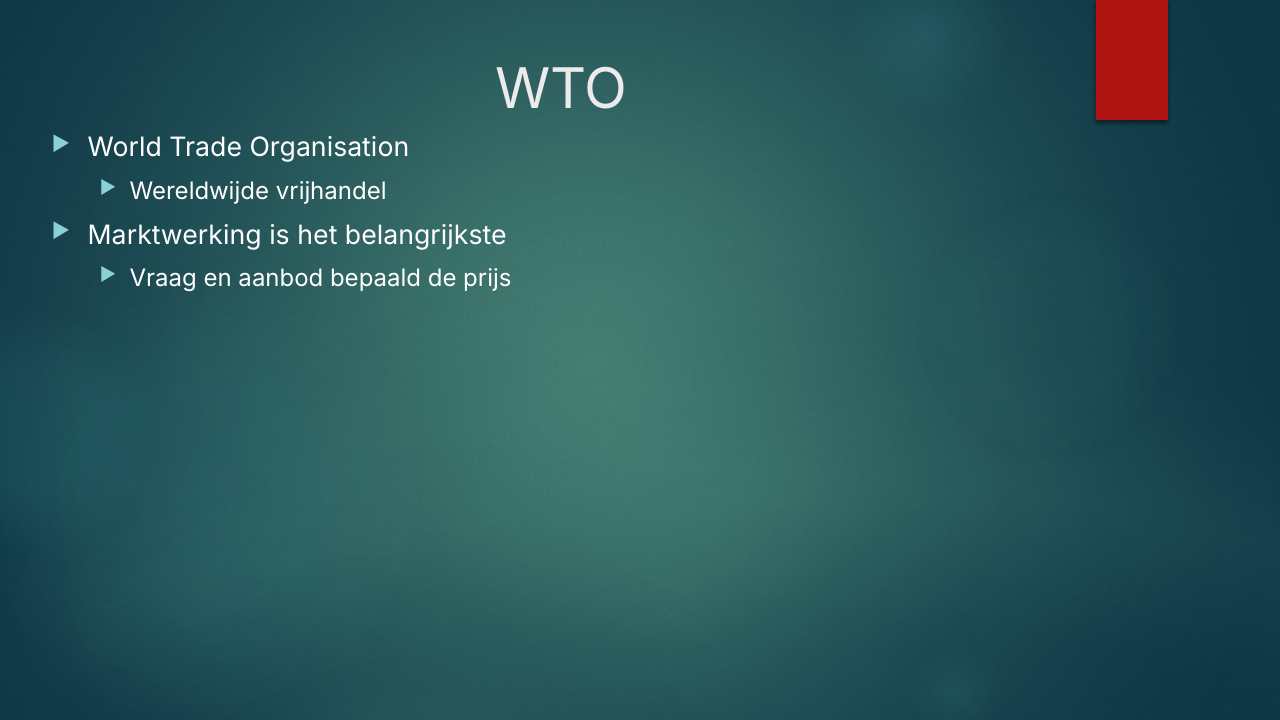 WTO
World Trade Organisation
Wereldwijde vrijhandel
Marktwerking is het belangrijkste
Vraag en aanbod bepaald de prijs